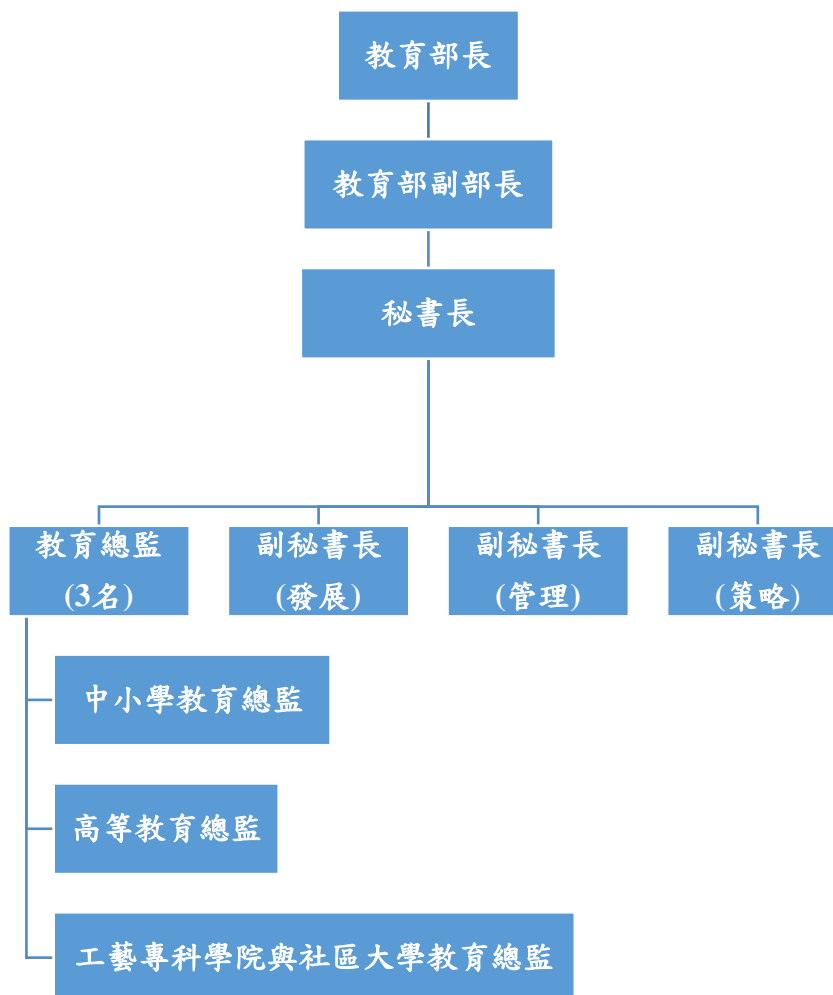 教育部長
教育部副部長
秘書長
教育總監
(3名)
副秘書長
(發展)
副秘書長
(管理)
副秘書長
(策略)
中小學教育總監
高等教育總監
工藝專科學院與社區大學教育總監